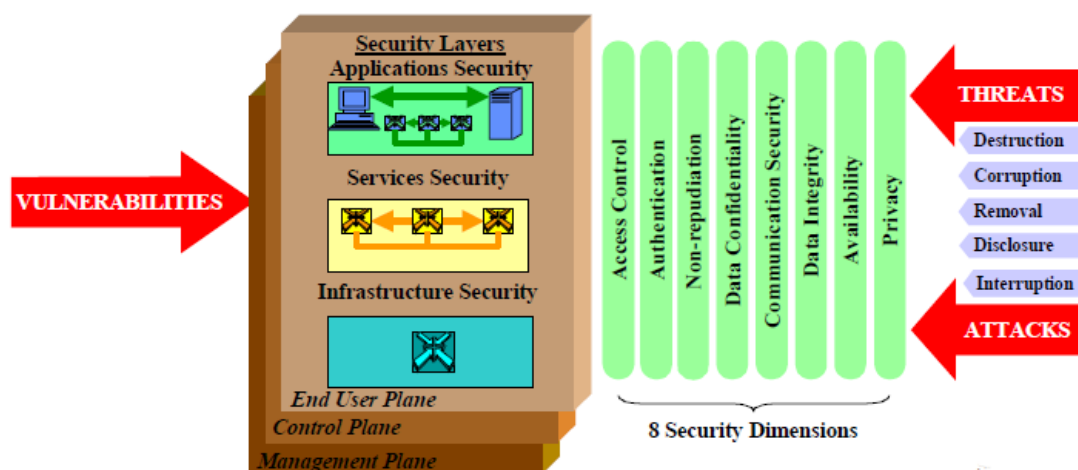 Security Layers
Applications Security
Services Security
Infrastructure Security
End User Plane
Control Plane
Management Plane
VULNERABILITIES
Access Control
Authentication
Non-repudiation
Data Confidentiality
Communication Security
Data Integrity
Availability
Privacy
8 Security Dimensions
THREATS
Destruction
Corruption
Removal
Disclosure
Interruption
ATTACKS